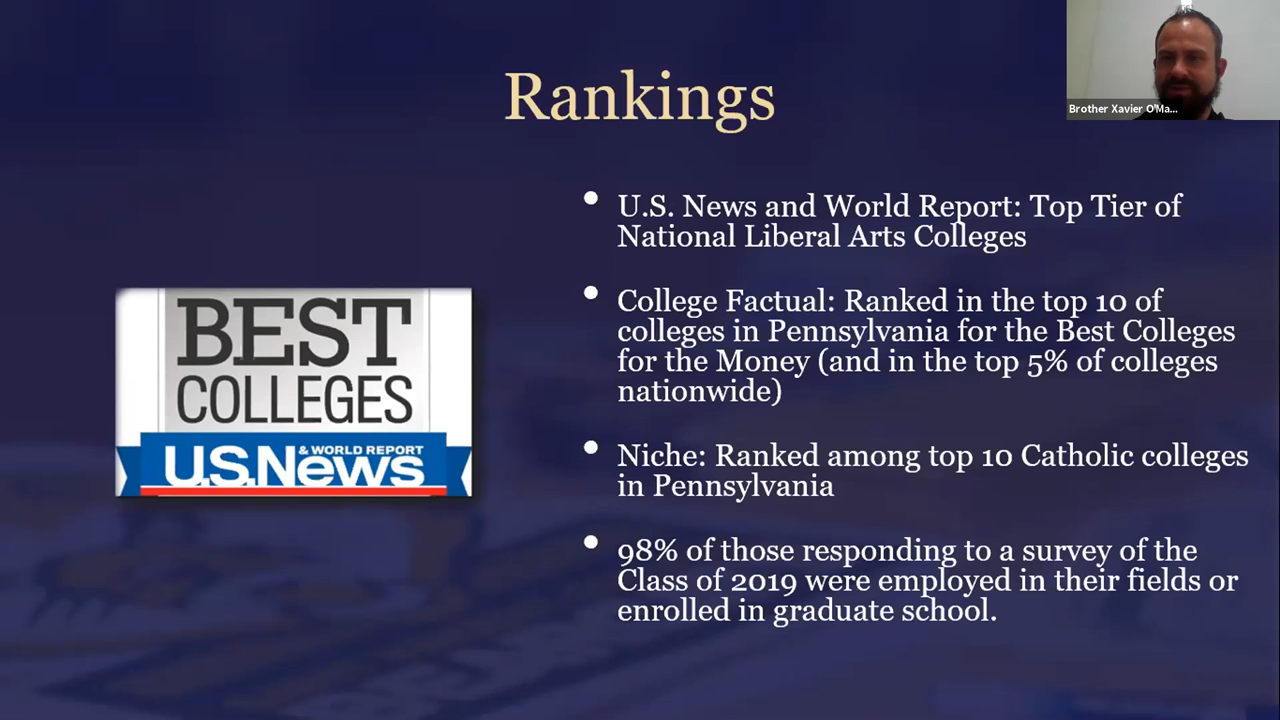 Rankings
Brother Xavier O'Ma...
• U.S. News and World Report: Top Tier of
National Liberal Arts Colleges
• College Factual: Ranked in the top 10 of
colleges in Pennsylvania for the Best Colleges
for the Money (and in the top 5% of colleges
nationwide)
• Niche: Ranked among top 10 Catholic colleges
in Pennsylvania
• 98% of those responding to a survey of the
Class of 2019 were employed in their fields or
enrolled in graduate school.
BEST
COLLEGES
& WORLD REPORT
U.S.News